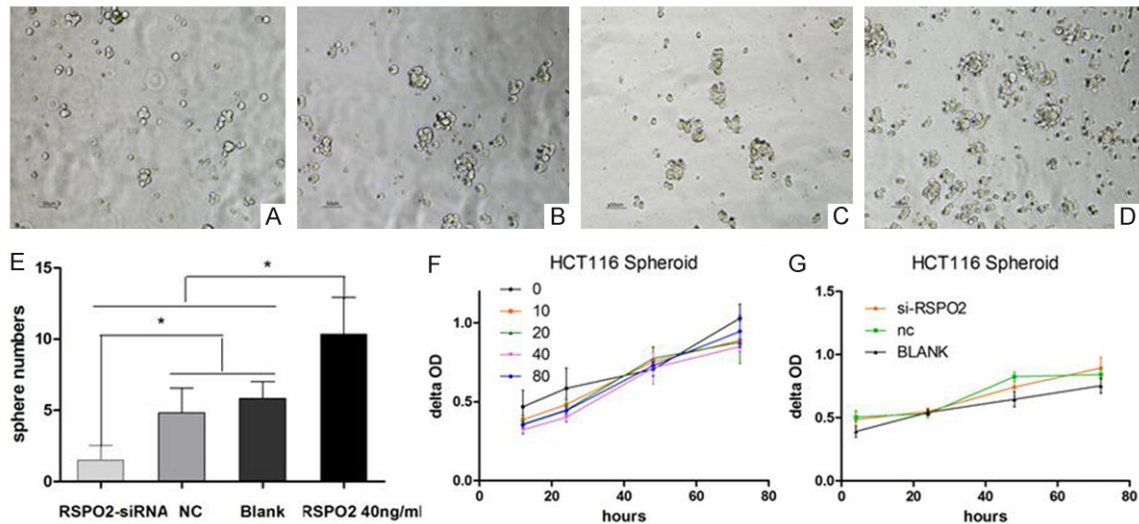 A
B
C
D
E
*
*
15
10
5
0
sphere numbers
RSPO2-siRNA
NC
Blank
RSPO2 40ng/ml
F
HCT116 Spheroid
0
10
20
40
80
1.0
0.5
0.0
delta OD
0
20
40
60
80
hours
G
HCT116 Spheroid
si-RSPO2
nc
BLANK
1.5
1.0
0.5
0.0
delta OD
0
20
40
60
80
hours